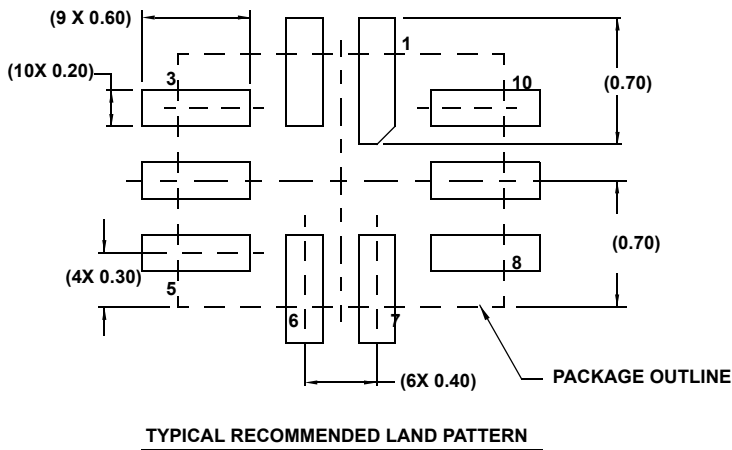 (9 X 0.60)
1
3
(10X 0.20)
10
(0.70)
(0.70)
(4X 0.30)
5
8
6
7
(6X 0.40)
PACKAGE OUTLINE
TYPICAL RECOMMENDED LAND PATTERN